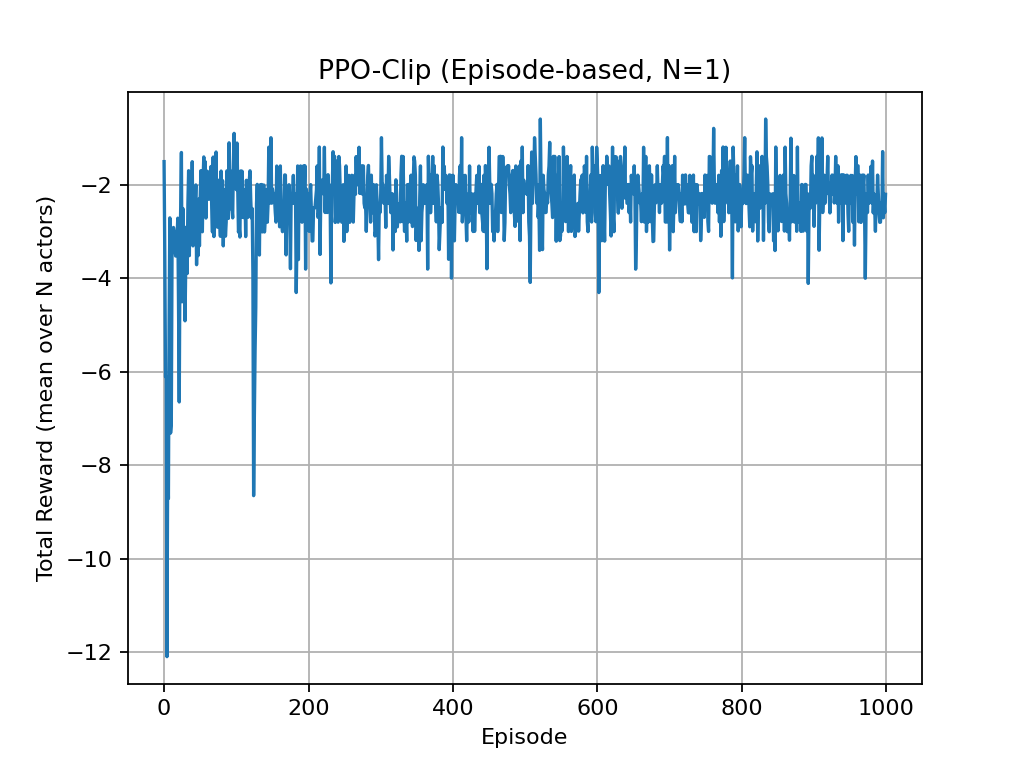 PPO-Clip (Episode-based, N=1)
Total Reward (mean over N actors)
−2
−4
−6
−8
−10
−12
0 200 400 600 800 1000
Episode